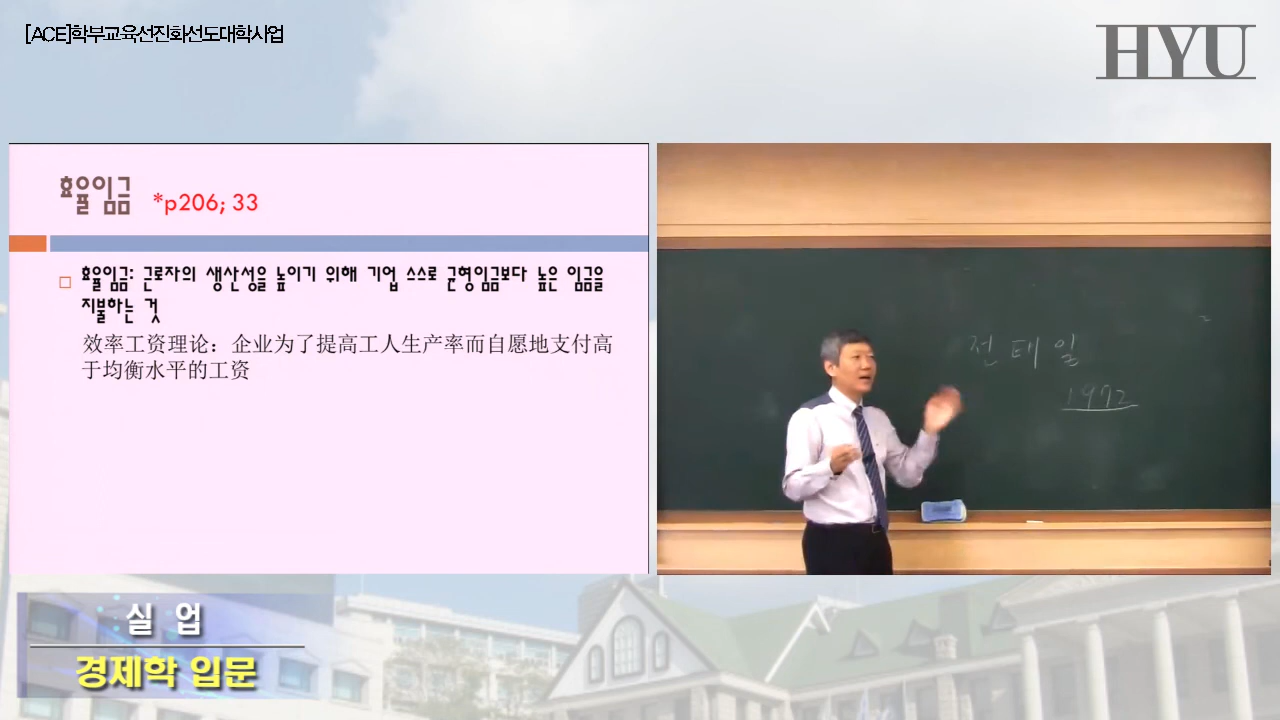 [ACE]학부교육선진화선도대학사업
HYU
효율임금 *p206; 33
효율임금: 근로자의 생산성을 높이기 위해 기업 스스로 균형임금보다 높은 임금을
지불하는 것
效率工资理论：企业为了提高工人生产率而自愿地支付高
于均衡水平的工资
전태일
1972
실 업
경제학 입문